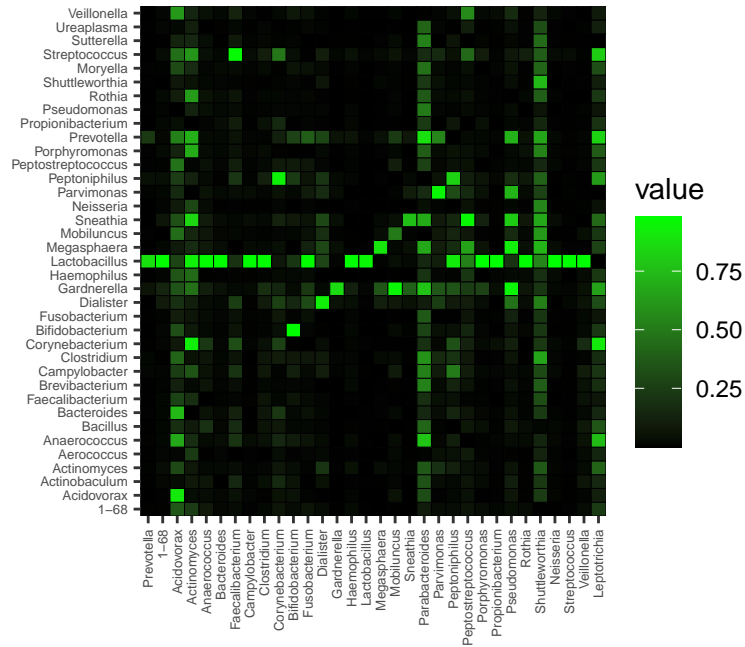 Veillonella
Ureaplasma
Sutterella
Streptococcus
Moryella
Shuttleworthia
Rothia
Pseudomonas
Propionibacterium
Prevotella
Porphyromonas
Peptostreptococcus
Peptoniphilus
Parvimonas
Neisseria
Sneathia
Mobiluncus
Megasphaera
Lactobacillus
Haemophilus
Gardnerella
Dialister
Fusobacterium
Bifidobacterium
Corynebacterium
Clostridium
Campylobacter
Brevibacterium
Faecalibacterium
Bacteroides
Bacillus
Anaerococcus
Aerococcus
Actinomyces
Actinobaculum
Acidovorax
1−68
Prevotella
1−68
Acidovorax
Actinomyces
Anaerococcus
Bacteroides
Faecalibacterium
Campylobacter
Clostridium
Corynebacterium
Bifidobacterium
Fusobacterium
Dialister
Gardnerella
Haemophilus
Lactobacillus
Megasphaera
Mobiluncus
Sneathia
Parabacteroides
Parvimonas
Peptoniphilus
Peptostreptococcus
Porphyromonas
Propionibacterium
Pseudomonas
Rothia
Shuttleworthia
Neisseria
Streptococcus
Veillonella
Leptotrichia
value
0.75
0.50
0.25